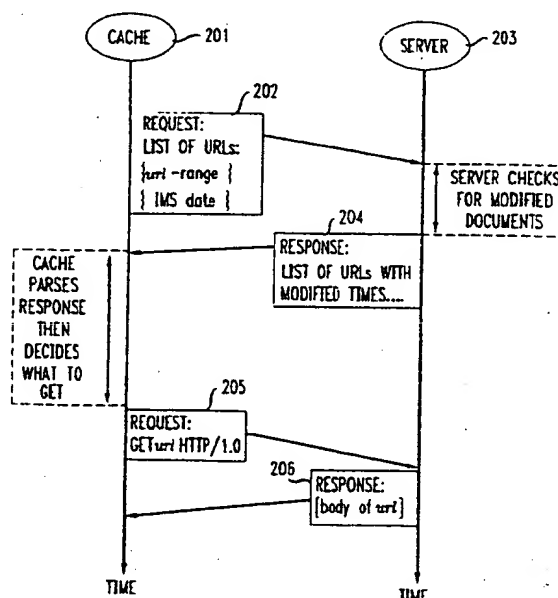 CACHE
201
SERVER
203
202
REQUEST:
LIST OF URLs:
{url-range }
{ IMS date }
SERVER CHECKS
FOR MODIFIED
DOCUMENTS
204
RESPONSE:
LIST OF URLs WITH
MODIFIED TIMES....
CACHE
PARSES
RESPONSE
THEN
DECIDES
WHAT TO
GET
205
REQUEST:
GET url HTTP/1.0
206
RESPONSE:
[body of url]
TIME
TIME